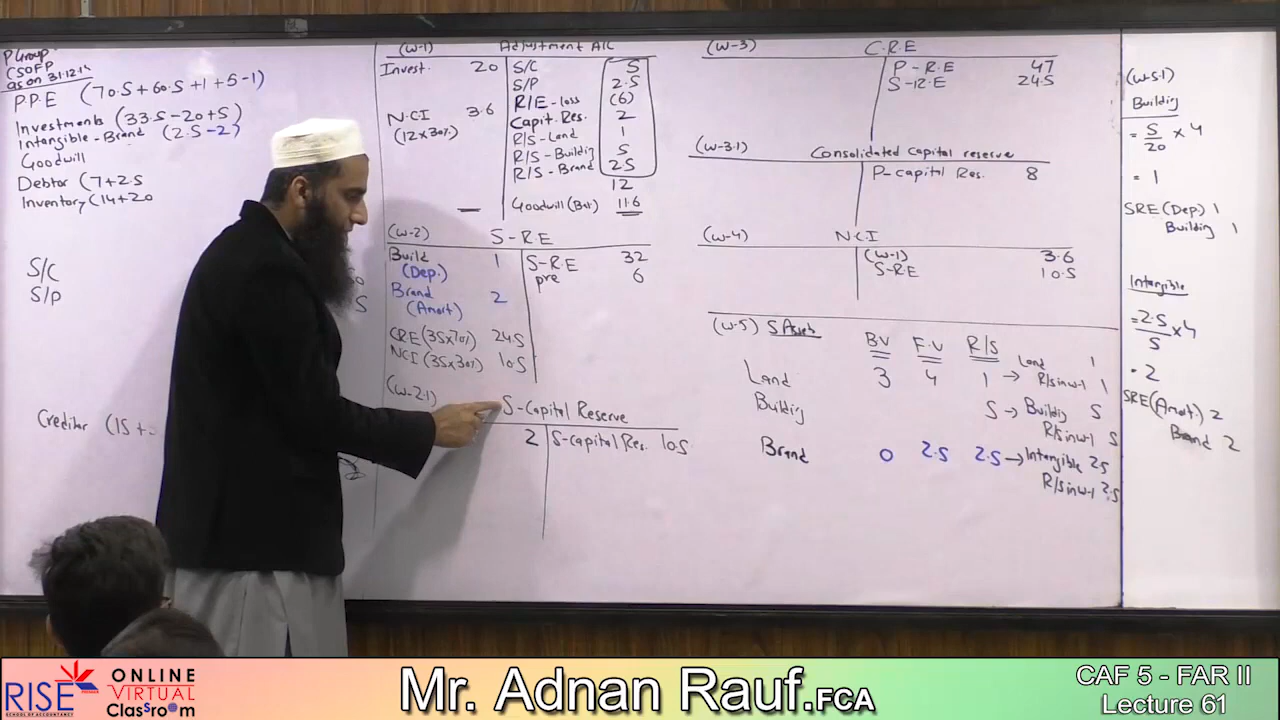 P Group
CSOFP
as on 31.12.14
P.P.E (70.5 + 60.5 + 1 + 5 - 1)
Investments (33.5 - 20 + 5)
Intangible - Brand (2.5 - 2)
Goodwill
Debtor (7 + 2.5
Inventory (14 + 20
S/C
S/P
Creditor (15 +
(W-1) Adjustment A/C
Invest. 20
NCI 3.6
(12 x 30%)
S/C 5
S/P 2.5
R/E - loss (6)
Capit. Res. 2
R/S - Land 1
R/S - Building 5
R/S - Brand 2.5
12
Goodwill (Bal) 11.6
(W-2) S - R.E
Build 1
(Dep.)
Brand 2
(Amort)
CRE (35x70%) 24.5
NCI (35x30%) 10.5
S - R.E 32
pre 6
(W-2.1) S - Capital Reserve
2
S - capital Res. 10.5
(W-3) C.R.E
P - R.E 47
S - R.E 24.5
(W-3.1) Consolidated capital reserve
P - capital Res. 8
(W-4) N.C.I
(W-1) 3.6
S - R.E 10.5
(W-5) S Assets
B.V F.V R/S
Land 3 4 1 → Land 1
R/S in W-1 1
Building 5 → Building 5
R/S in W-1 5
Brand 0 2.5 2.5 → Intangible 2.5
R/S in W-1 2.5
(W-5.1)
Building
= 5/20 x 4
= 1
SRE (Dep) 1
Building 1
Intangible
= 2.5/5 x 4
= 2
SRE (Amort.) 2
Brand 2
RISE
SCHOOL OF ACCOUNTANCY
ONLINE
VIRTUAL
Classroom
Mr. Adnan Rauf.FCA
CAF 5 - FAR II
Lecture 61